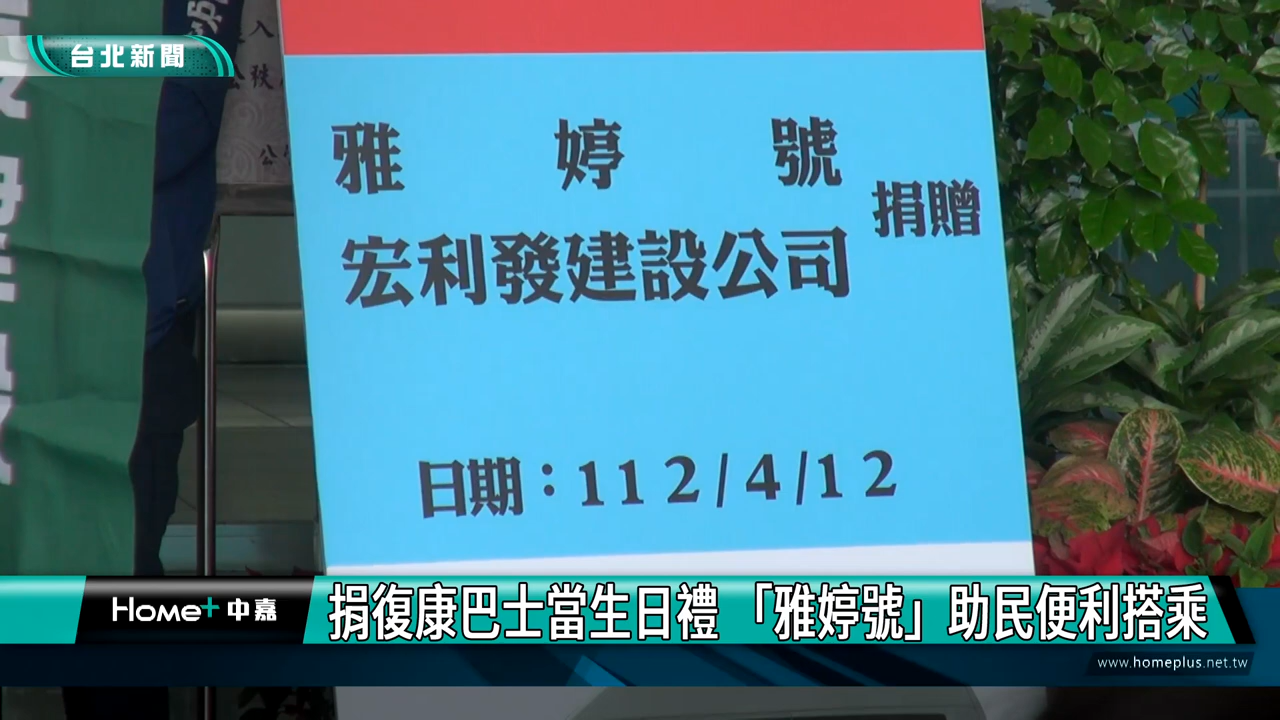 台北新聞
雅婷號
宏利發建設公司
捐贈
日期：112/4/12
Home+ 中嘉
捐復康巴士當生日禮「雅婷號」助民便利搭乘
www.homeplus.net.tw